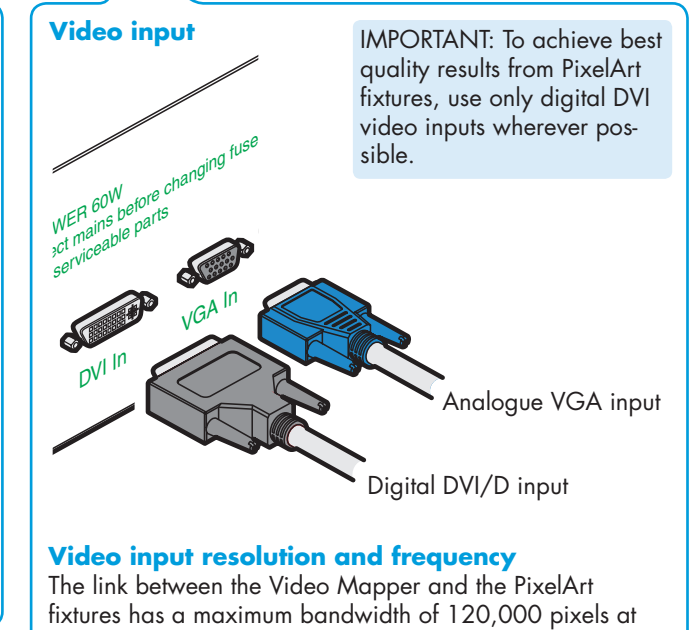 Video input
IMPORTANT: To achieve best
quality results from PixelArt
fixtures, use only digital DVI
video inputs wherever pos-
sible.
WER 60W
ect mains before changing fuse
serviceable parts
VGA In
DVI In
Analogue VGA input
Digital DVI/D input
Video input resolution and frequency
The link between the Video Mapper and the PixelArt
fixtures has a maximum bandwidth of 120,000 pixels at